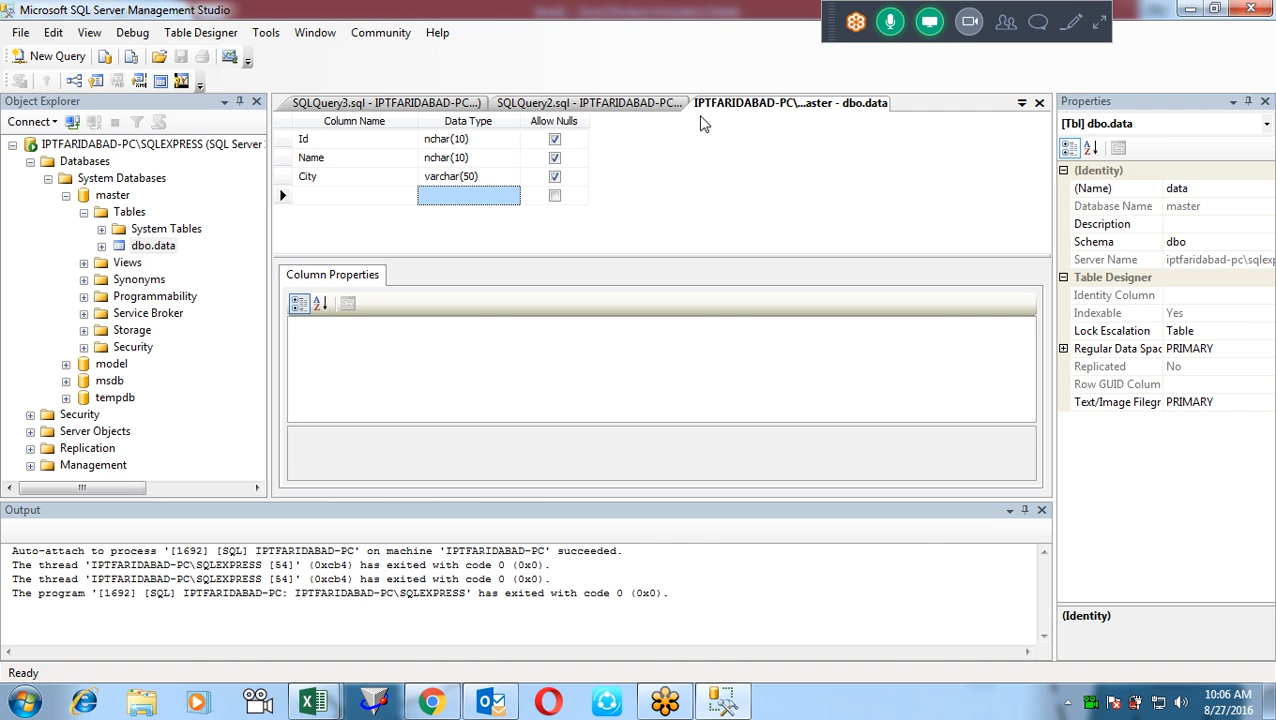 Microsoft SQL Server Management Studio
File Edit View Debug Table Designer Tools Window Community Help
New Query
Object Explorer
Connect
IPTFARIDABAD-PC\SQLEXPRESS (SQL Server
Databases
System Databases
master
Tables
System Tables
dbo.data
Views
Synonyms
Programmability
Service Broker
Storage
Security
model
msdb
tempdb
Security
Server Objects
Replication
Management
SQLQuery3.sql - IPTFARIDABAD-PC...)
SQLQuery2.sql - IPTFARIDABAD-PC...
IPTFARIDABAD-PC\...aster - dbo.data
Column Name Data Type Allow Nulls
Id nchar(10)
Name nchar(10)
City varchar(50)
Column Properties
Properties
[Tbl] dbo.data
(Identity)
(Name) data
Database Name master
Description
Schema dbo
Server Name iptfaridabad-pc\sqlexp
Table Designer
Identity Column
Indexable Yes
Lock Escalation Table
Regular Data Spac PRIMARY
Replicated No
Row GUID Colum
Text/Image Filegr PRIMARY
(Identity)
Output
Auto-attach to process '[1692] [SQL] IPTFARIDABAD-PC' on machine 'IPTFARIDABAD-PC' succeeded.
The thread 'IPTFARIDABAD-PC\SQLEXPRESS [54]' (0xcb4) has exited with code 0 (0x0).
The thread 'IPTFARIDABAD-PC\SQLEXPRESS [54]' (0xcb4) has exited with code 0 (0x0).
The program '[1692] [SQL] IPTFARIDABAD-PC: IPTFARIDABAD-PC\SQLEXPRESS' has exited with code 0 (0x0).
Ready
10:06 AM
8/27/2016